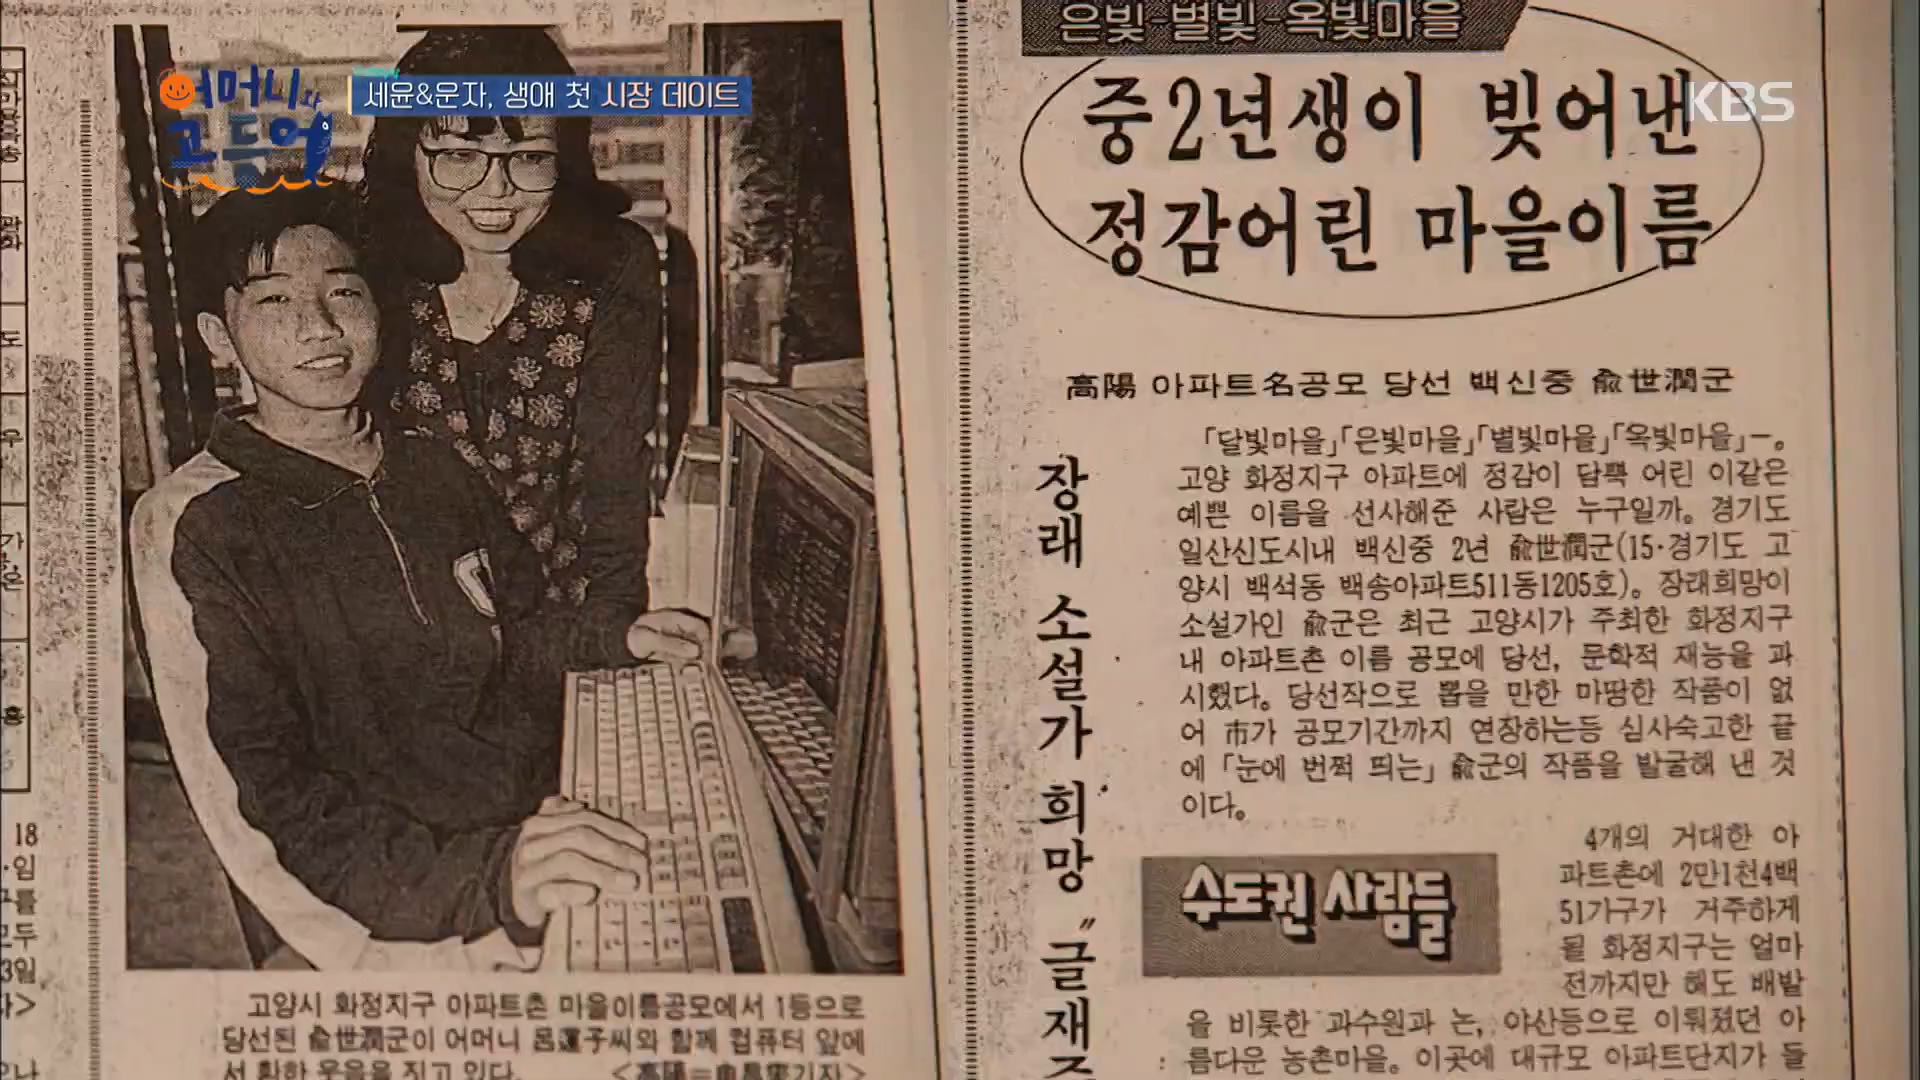 어머니와
고등어
세윤&운자, 생애 첫 시장 데이트
KBS
은빛-별빛-옥빛마을
중2년생이 빚어낸
정감어린 마을이름
高陽 아파트名공모 당선 백신중 兪世潤군
장래 소설가 희망 “글재
「달빛마을」「은빛마을」「별빛마을」「옥빛마을」―。
고양 화정지구 아파트에 정감이 담뿍 어린 이같은
예쁜 이름을 선사해준 사람은 누구일까。 경기도
일산신도시내 백신중 2년 兪世潤군(15·경기도 고
양시 백석동 백송아파트511동1205호)。 장래희망이
소설가인 兪군은 최근 고양시가 주최한 화정지구
내 아파트촌 이름 공모에 당선, 문학적 재능을 과
시했다。 당선작으로 뽑을 만한 마땅한 작품이 없
어 市가 공모기간까지 연장하는등 심사숙고한 끝
에 「눈에 번쩍 띄는」 兪군의 작품을 발굴해 낸 것
이다。
수도권 사람들
4개의 거대한 아
파트촌에 2만1천4백
51가구가 거주하게
될 화정지구는 얼마
전까지만 해도 배밭
을 비롯한 과수원과 논, 야산등으로 이뤄졌던 아
름다운 농촌마을。 이곳에 대규모 아파트단지가 들
고양시 화정지구 아파트촌 마을이름공모에서 1등으로
당선된 兪世潤군이 어머니 呂運子씨와 함께 컴퓨터 앞에
서 환한 웃음을 짓고 있다.
18